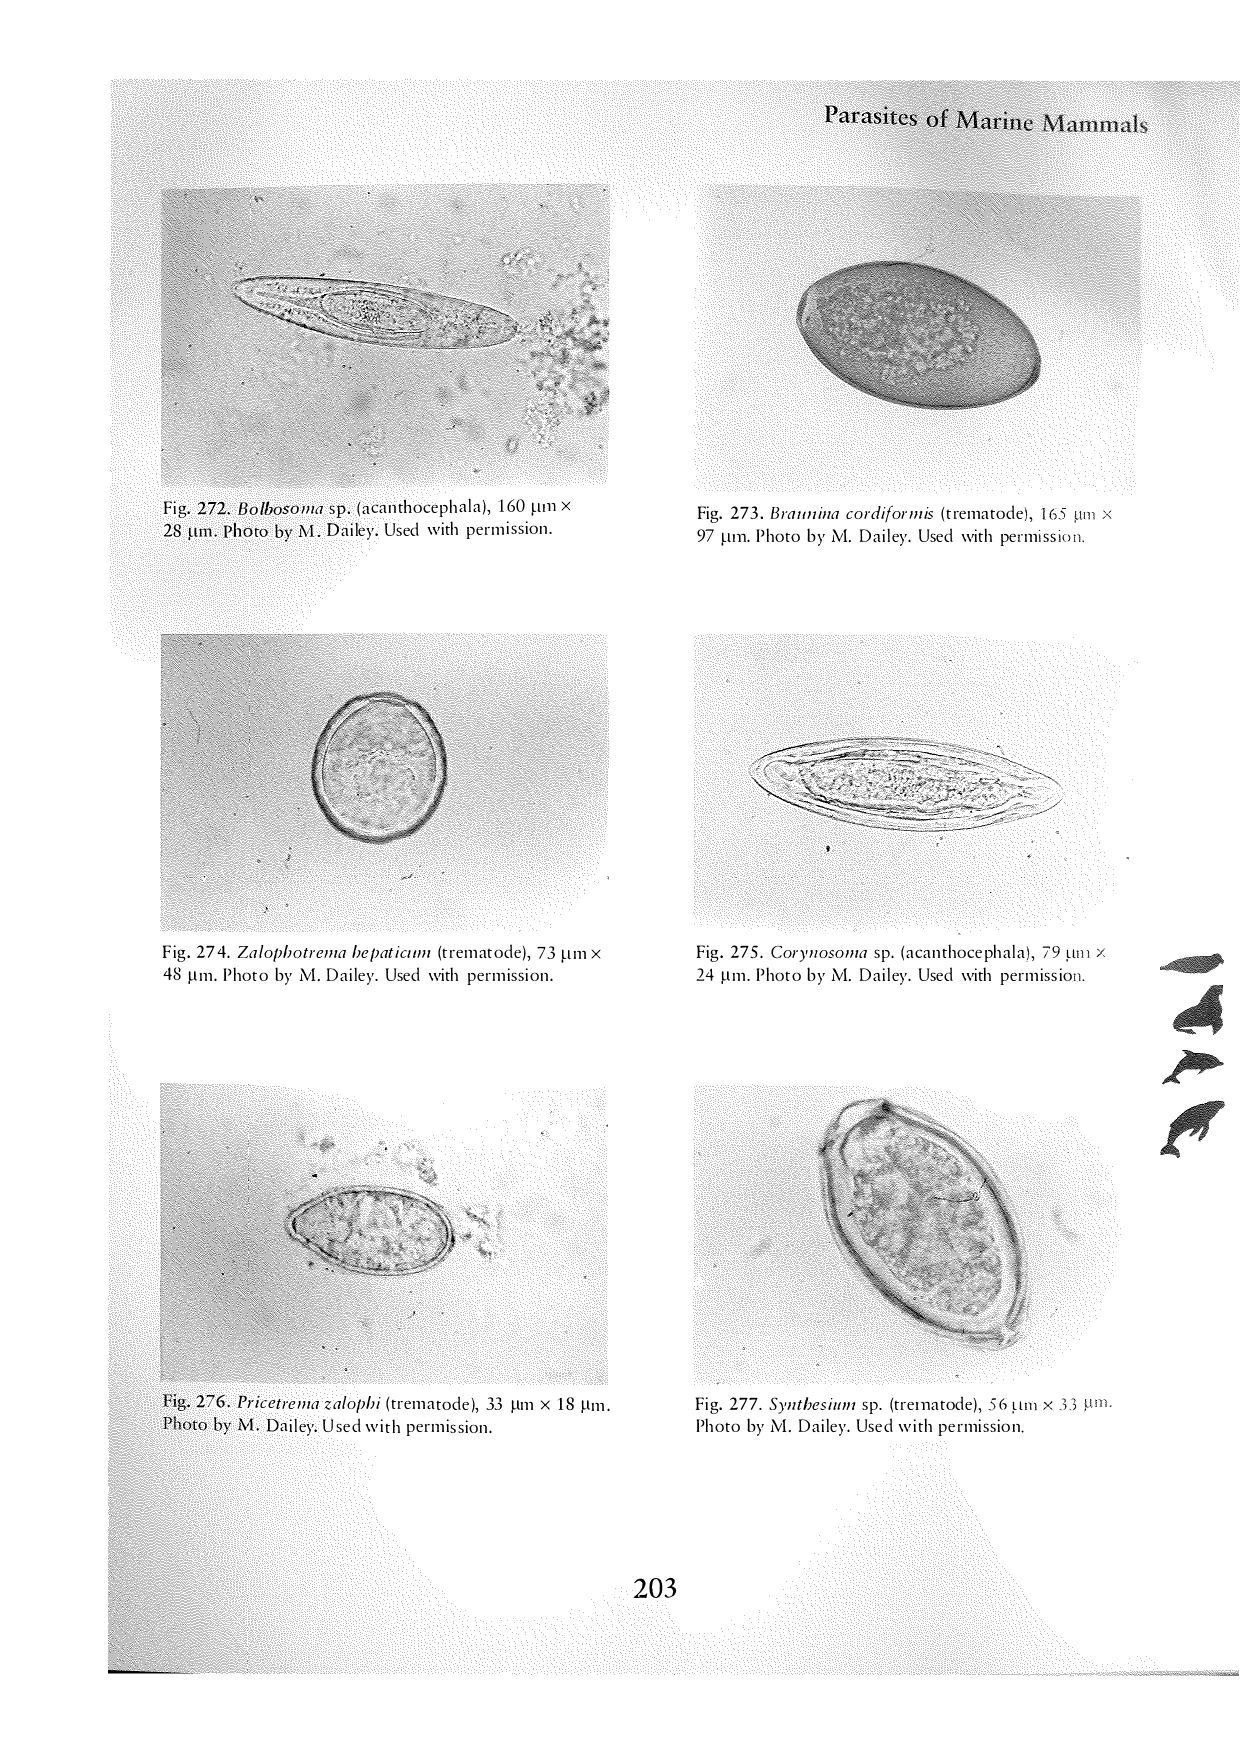 Parasites of Marine Mammals
Fig. 272. Bolbosoma sp. (acanthocephala), 160 µm ×
28 µm. Photo by M. Dailey. Used with permission.
Fig. 273. Braunina cordiformis (trematode), 165 µm ×
97 µm. Photo by M. Dailey. Used with permission.
Fig. 274. Zalophotrema hepaticum (trematode), 73 µm ×
48 µm. Photo by M. Dailey. Used with permission.
Fig. 275. Corynosoma sp. (acanthocephala), 79 µm ×
24 µm. Photo by M. Dailey. Used with permission.
Fig. 276. Pricetrema zalophi (trematode), 33 µm × 18 µm.
Photo by M. Dailey. Used with permission.
Fig. 277. Synthesium sp. (trematode), 56 µm × 33 µm.
Photo by M. Dailey. Used with permission.
203